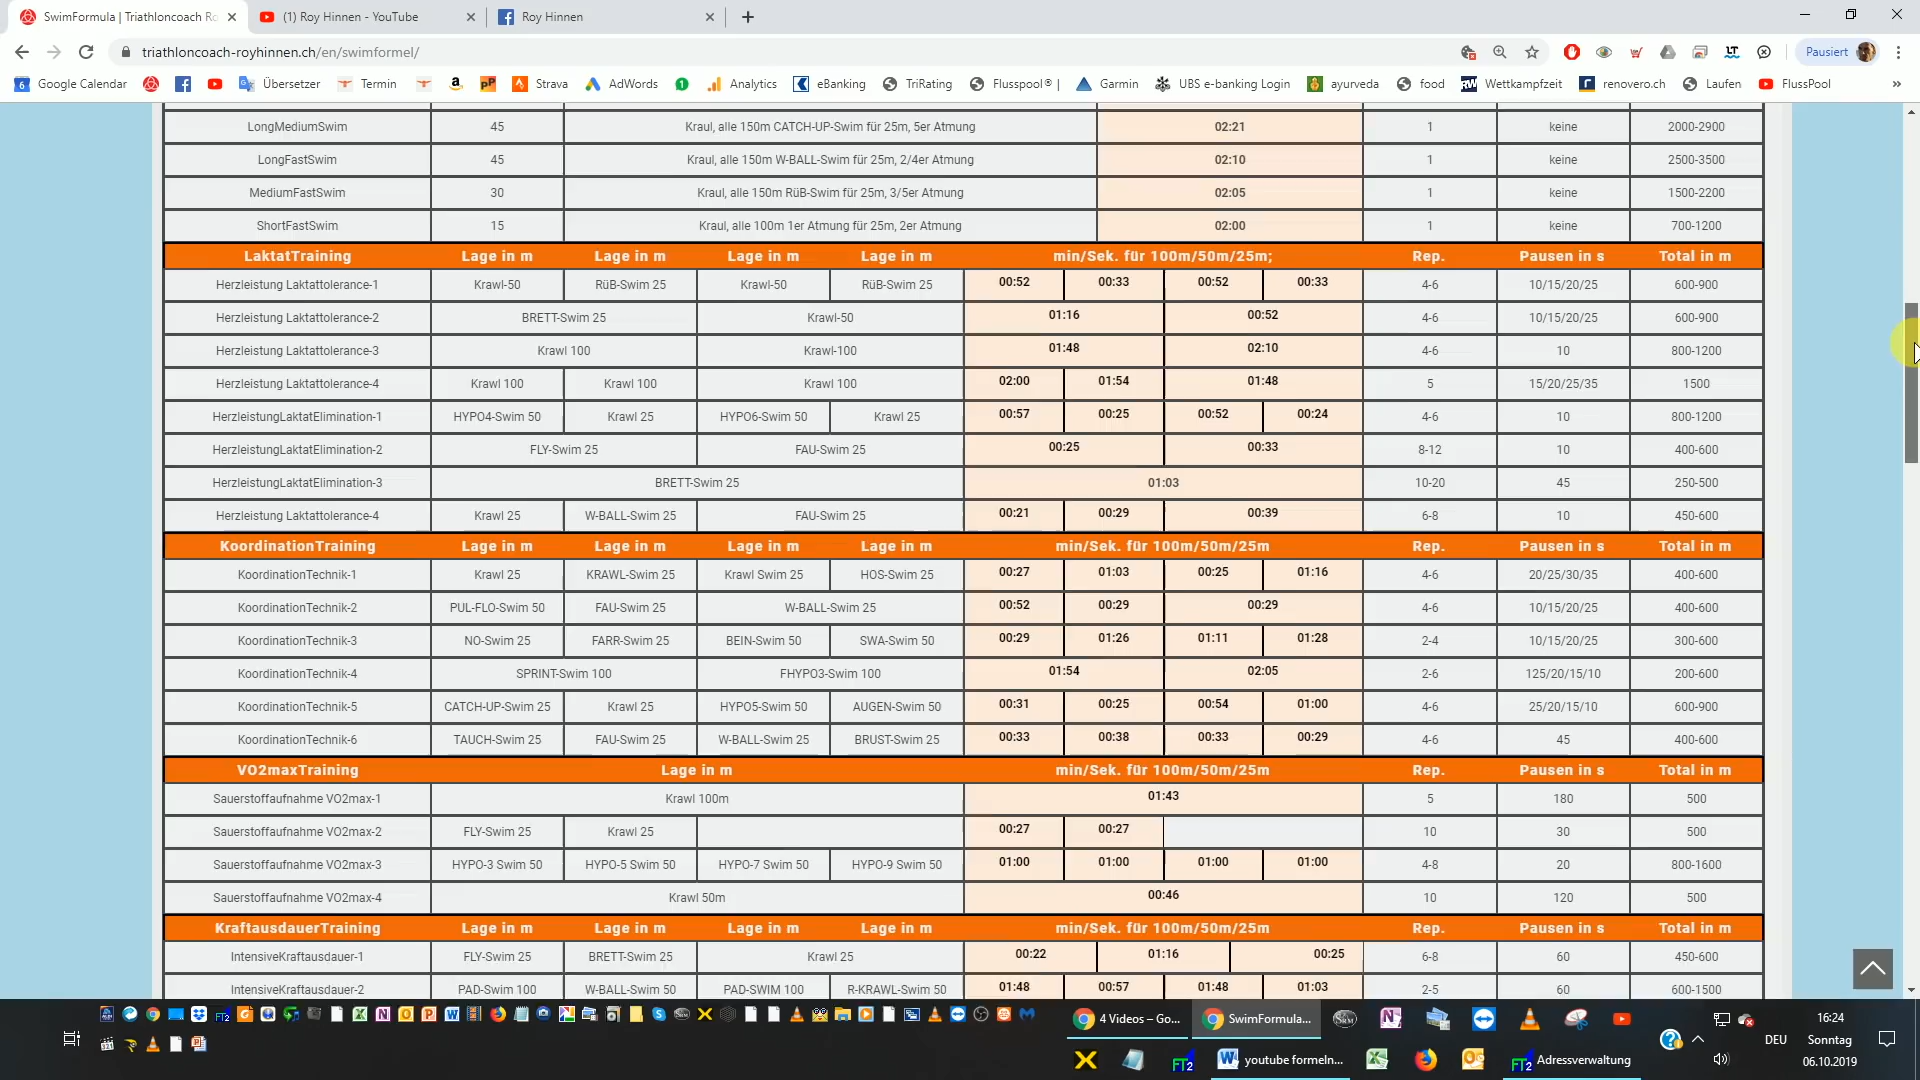 SwimFormula | Triathloncoach Ro
(1) Roy Hinnen - YouTube
Roy Hinnen
triathloncoach-royhinnen.ch/en/swimformel/
Pausiert
Google Calendar Übersetzer Termin Strava AdWords Analytics eBanking TriRating Flusspool® | Garmin UBS e-banking Login ayurveda food Wettkampfzeit renovero.ch Laufen FlussPool »
LongMediumSwim 45 Kraul, alle 150m CATCH-UP-Swim für 25m, 5er Atmung 02:21 1 keine 2000-2900
LongFastSwim 45 Kraul, alle 150m W-BALL-Swim für 25m, 2/4er Atmung 02:10 1 keine 2500-3500
MediumFastSwim 30 Kraul, alle 150m RüB-Swim für 25m, 3/5er Atmung 02:05 1 keine 1500-2200
ShortFastSwim 15 Kraul, alle 100m 1er Atmung für 25m, 2er Atmung 02:00 1 keine 700-1200
LaktatTraining Lage in m Lage in m Lage in m Lage in m min/Sek. für 100m/50m/25m; Rep. Pausen in s Total in m
Herzleistung Laktattolerance-1 Krawl-50 RüB-Swim 25 Krawl-50 RüB-Swim 25 00:52 00:33 00:52 00:33 4-6 10/15/20/25 600-900
Herzleistung Laktattolerance-2 BRETT-Swim 25 Krawl-50 01:16 00:52 4-6 10/15/20/25 600-900
Herzleistung Laktattolerance-3 Krawl 100 Krawl-100 01:48 02:10 4-6 10 800-1200
Herzleistung Laktattolerance-4 Krawl 100 Krawl 100 Krawl 100 02:00 01:54 01:48 5 15/20/25/35 1500
HerzleistungLaktatElimination-1 HYPO4-Swim 50 Krawl 25 HYPO6-Swim 50 Krawl 25 00:57 00:25 00:52 00:24 4-6 10 800-1200
HerzleistungLaktatElimination-2 FLY-Swim 25 FAU-Swim 25 00:25 00:33 8-12 10 400-600
HerzleistungLaktatElimination-3 BRETT-Swim 25 01:03 10-20 45 250-500
Herzleistung Laktattolerance-4 Krawl 25 W-BALL-Swim 25 FAU-Swim 25 00:21 00:29 00:39 6-8 10 450-600
KoordinationTraining Lage in m Lage in m Lage in m Lage in m min/Sek. für 100m/50m/25m Rep. Pausen in s Total in m
KoordinationTechnik-1 Krawl 25 KRAWL-Swim 25 Krawl Swim 25 HOS-Swim 25 00:27 01:03 00:25 01:16 4-6 20/25/30/35 400-600
KoordinationTechnik-2 PUL-FLO-Swim 50 FAU-Swim 25 W-BALL-Swim 25 00:52 00:29 00:29 4-6 10/15/20/25 400-600
KoordinationTechnik-3 NO-Swim 25 FARR-Swim 25 BEIN-Swim 50 SWA-Swim 50 00:29 01:26 01:11 01:28 2-4 10/15/20/25 300-600
KoordinationTechnik-4 SPRINT-Swim 100 FHYPO3-Swim 100 01:54 02:05 2-6 125/20/15/10 200-600
KoordinationTechnik-5 CATCH-UP-Swim 25 Krawl 25 HYPO5-Swim 50 AUGEN-Swim 50 00:31 00:25 00:54 01:00 4-6 25/20/15/10 600-900
KoordinationTechnik-6 TAUCH-Swim 25 FAU-Swim 25 W-BALL-Swim 25 BRUST-Swim 25 00:33 00:38 00:33 00:29 4-6 45 400-600
VO2maxTraining Lage in m min/Sek. für 100m/50m/25m Rep. Pausen in s Total in m
Sauerstoffaufnahme VO2max-1 Krawl 100m 01:43 5 180 500
Sauerstoffaufnahme VO2max-2 FLY-Swim 25 Krawl 25 00:27 00:27 10 30 500
Sauerstoffaufnahme VO2max-3 HYPO-3 Swim 50 HYPO-5 Swim 50 HYPO-7 Swim 50 HYPO-9 Swim 50 01:00 01:00 01:00 01:00 4-8 20 800-1600
Sauerstoffaufnahme VO2max-4 Krawl 50m 00:46 10 120 500
KraftausdauerTraining Lage in m Lage in m Lage in m Lage in m min/Sek. für 100m/50m/25m Rep. Pausen in s Total in m
IntensiveKraftausdauer-1 FLY-Swim 25 BRETT-Swim 25 Krawl 25 00:22 01:16 00:25 6-8 60 450-600
IntensiveKraftausdauer-2 PAD-Swim 100 W-BALL-Swim 50 PAD-SWIM 100 R-KRAWL-Swim 50 01:48 00:57 01:48 01:03 2-5 60 600-1500
4 Videos – Go... SwimFormula...
youtube formeln... Adressverwaltung
DEU
16:24
Sonntag
06.10.2019